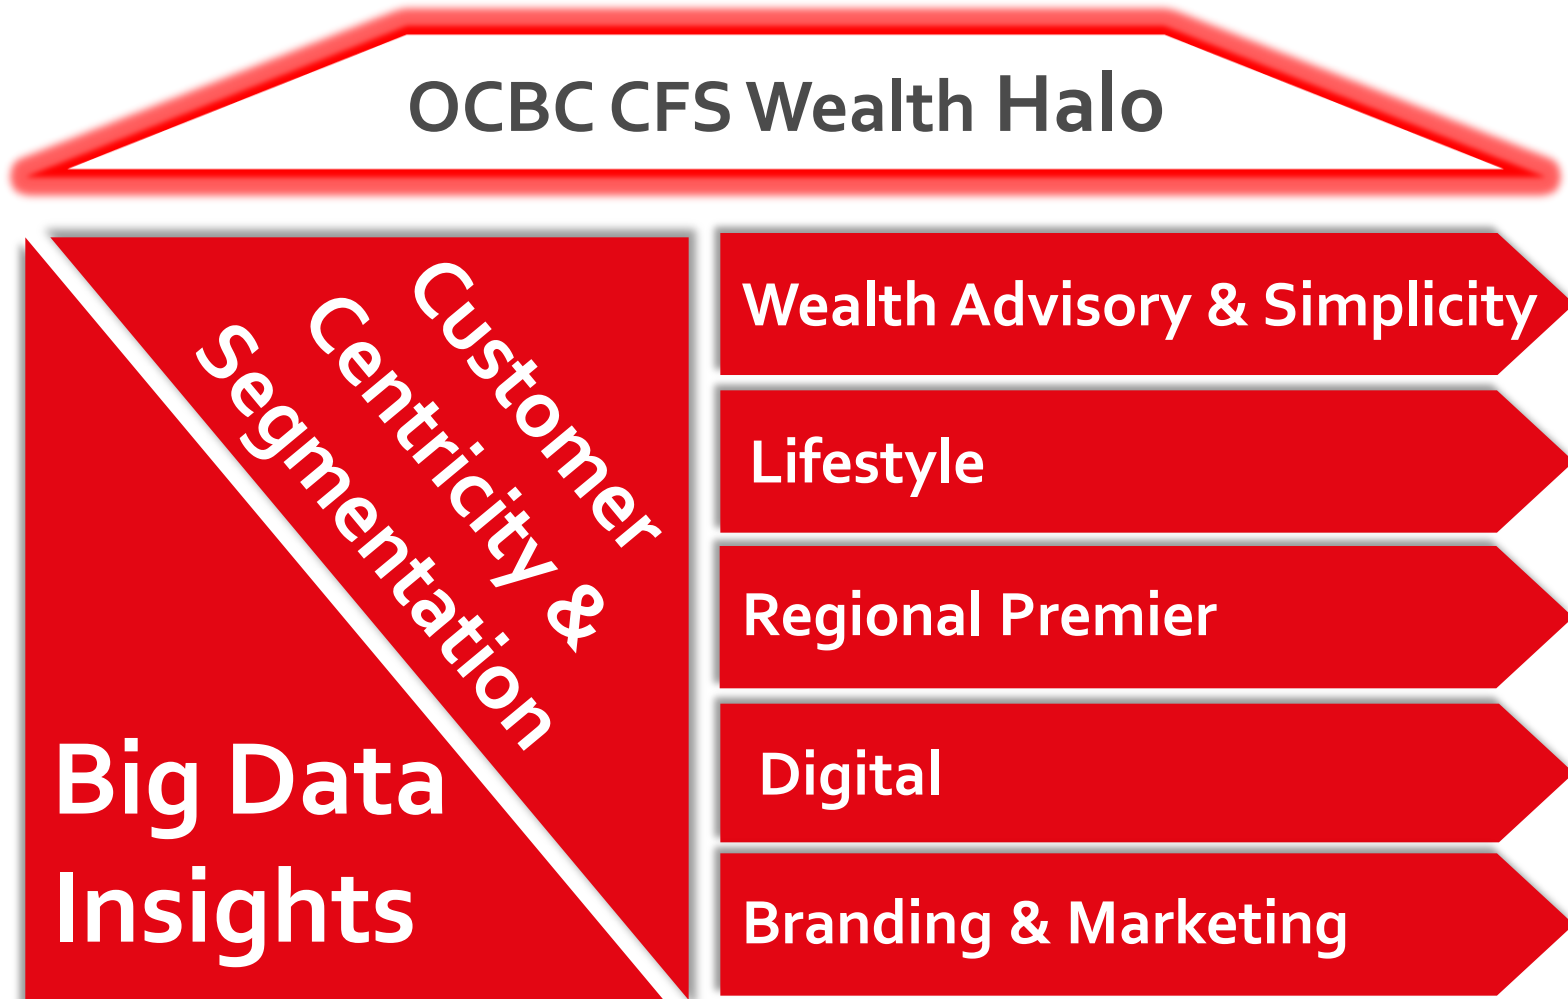 OCBC CFS Wealth Halo
Customer
Centricity &
Segmentation
Big Data
Insights
Wealth Advisory & Simplicity
Lifestyle
Regional Premier
Digital
Branding & Marketing